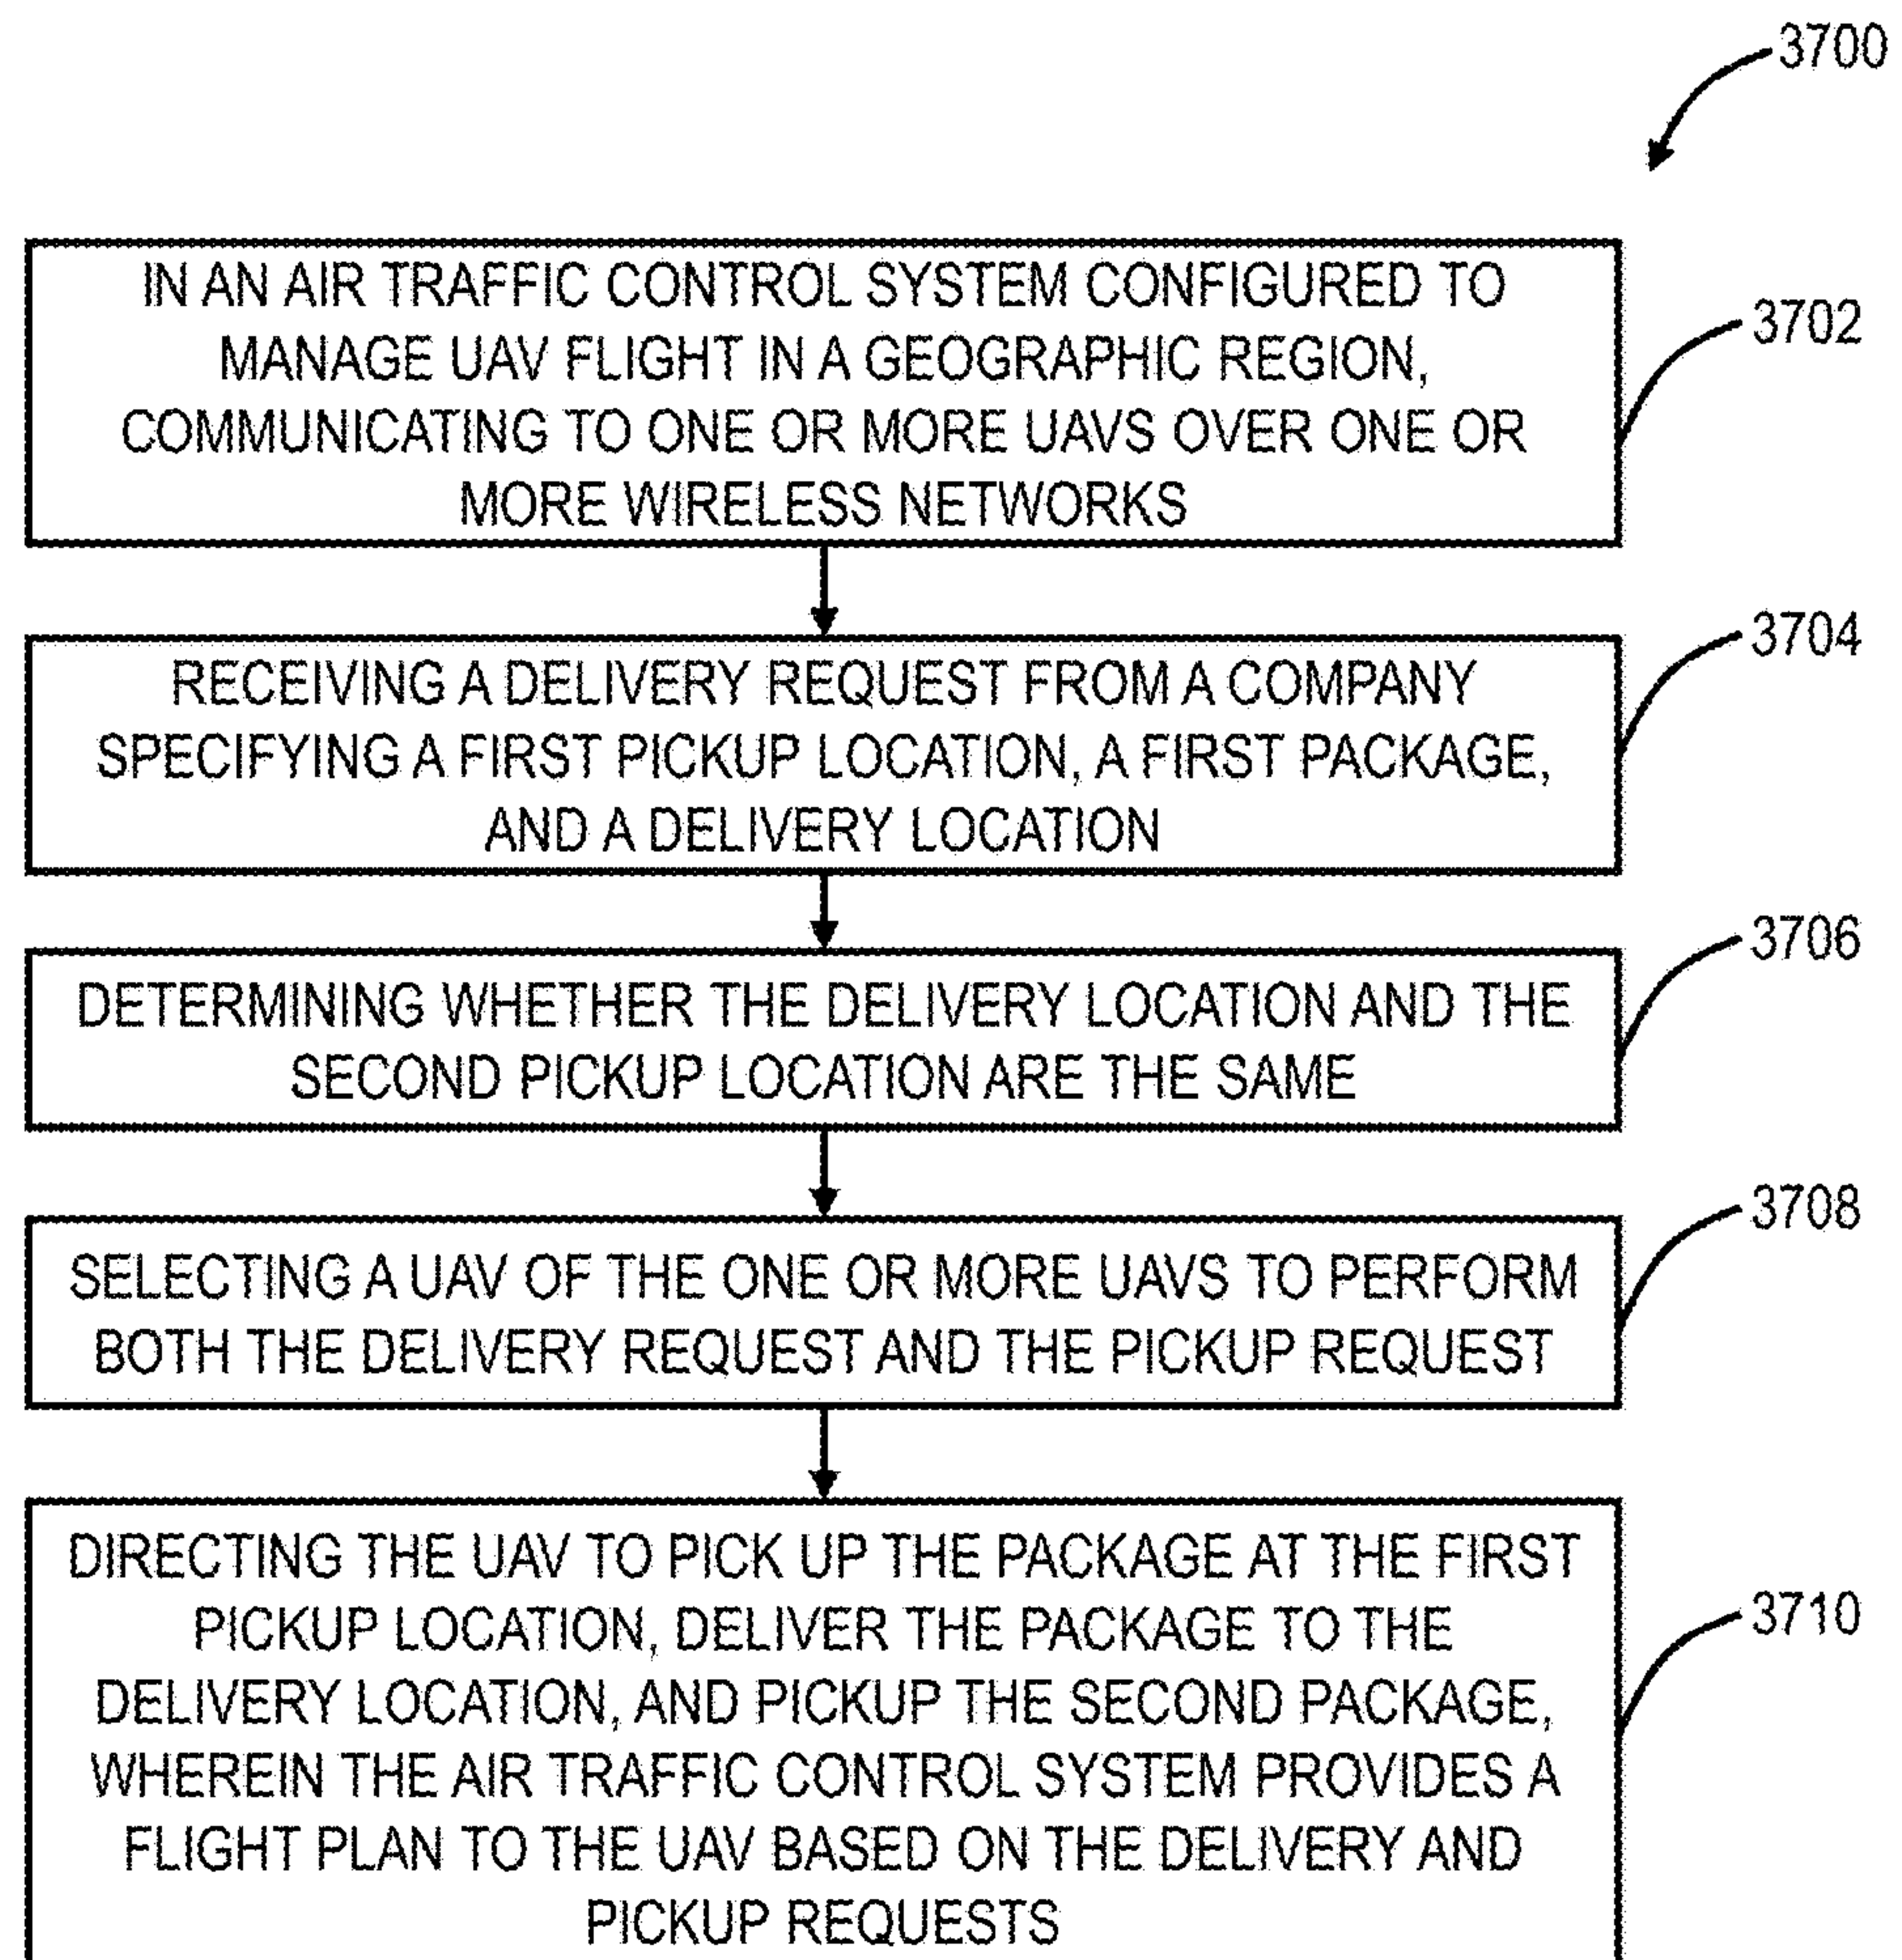 3700
IN AN AIR TRAFFIC CONTROL SYSTEM CONFIGURED TO
MANAGE UAV FLIGHT IN A GEOGRAPHIC REGION,
COMMUNICATING TO ONE OR MORE UAVS OVER ONE OR
MORE WIRELESS NETWORKS
3702
RECEIVING A DELIVERY REQUEST FROM A COMPANY
SPECIFYING A FIRST PICKUP LOCATION, A FIRST PACKAGE,
AND A DELIVERY LOCATION
3704
DETERMINING WHETHER THE DELIVERY LOCATION AND THE
SECOND PICKUP LOCATION ARE THE SAME
3706
SELECTING A UAV OF THE ONE OR MORE UAVS TO PERFORM
BOTH THE DELIVERY REQUEST AND THE PICKUP REQUEST
3708
DIRECTING THE UAV TO PICK UP THE PACKAGE AT THE FIRST
PICKUP LOCATION, DELIVER THE PACKAGE TO THE
DELIVERY LOCATION, AND PICKUP THE SECOND PACKAGE,
WHEREIN THE AIR TRAFFIC CONTROL SYSTEM PROVIDES A
FLIGHT PLAN TO THE UAV BASED ON THE DELIVERY AND
PICKUP REQUESTS
3710